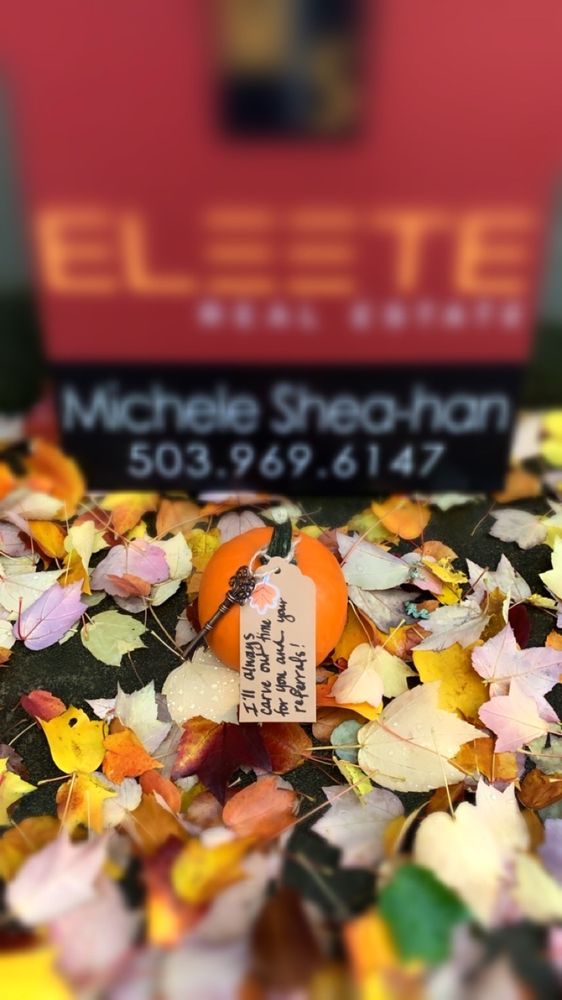 ELEETE
REAL ESTATE
Michele Shea-han
503.969.6147
I'll always
carve out time
for you and your
referrals!